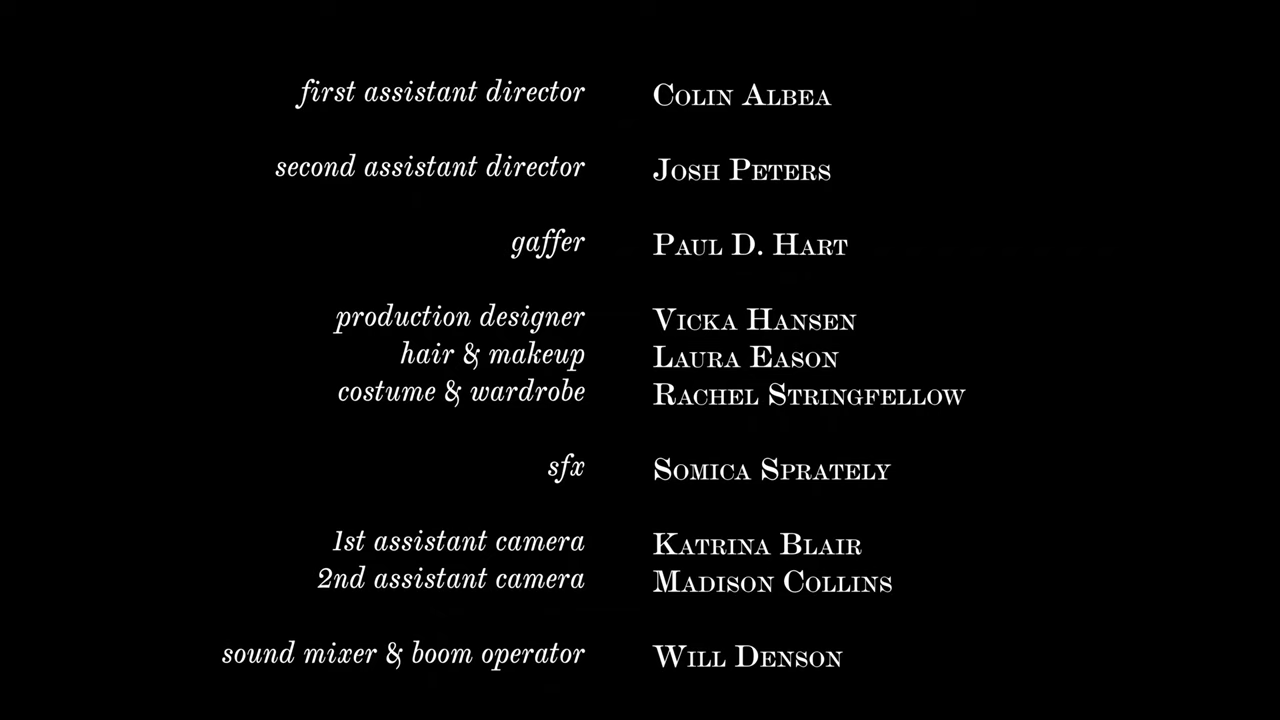 first assistant director Colin Albea
second assistant director Josh Peters
gaffer Paul D. Hart
production designer Vicka Hansen
hair & makeup Laura Eason
costume & wardrobe Rachel Stringfellow
sfx Somica Sprately
1st assistant camera Katrina Blair
2nd assistant camera Madison Collins
sound mixer & boom operator Will Denson